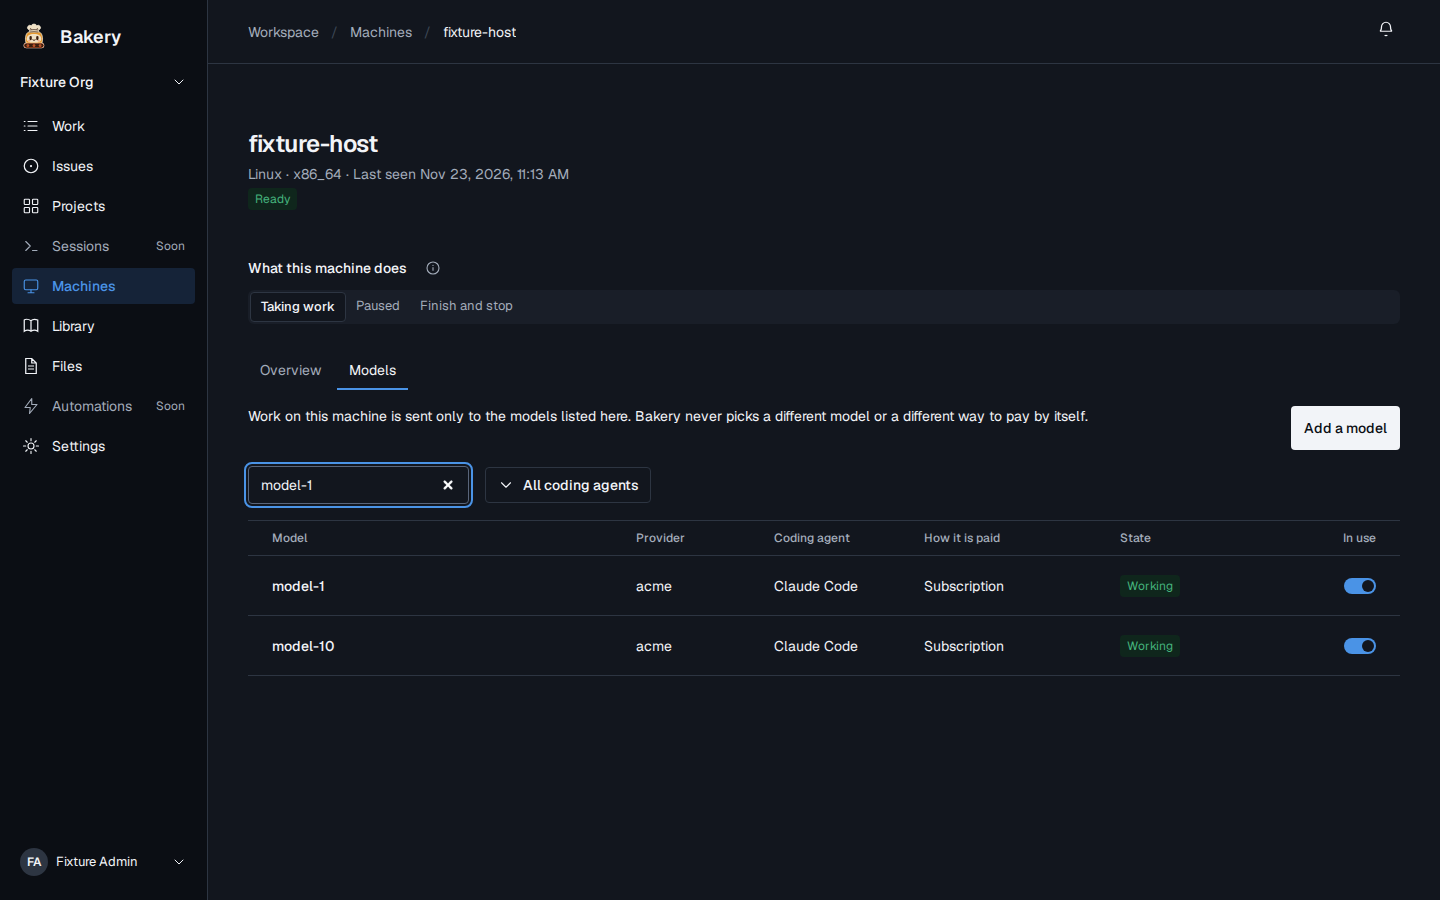 Bakery
Fixture Org
Work
Issues
Projects
Sessions Soon
Machines
Library
Files
Automations Soon
Settings
FA Fixture Admin
Workspace / Machines / fixture-host
fixture-host
Linux · x86_64 · Last seen Nov 23, 2026, 11:13 AM
Ready
What this machine does
Taking work Paused Finish and stop
Overview Models
Work on this machine is sent only to the models listed here. Bakery never picks a different model or a different way to pay by itself.
Add a model
model-1 All coding agents
Model Provider Coding agent How it is paid State In use
model-1 acme Claude Code Subscription Working
model-10 acme Claude Code Subscription Working